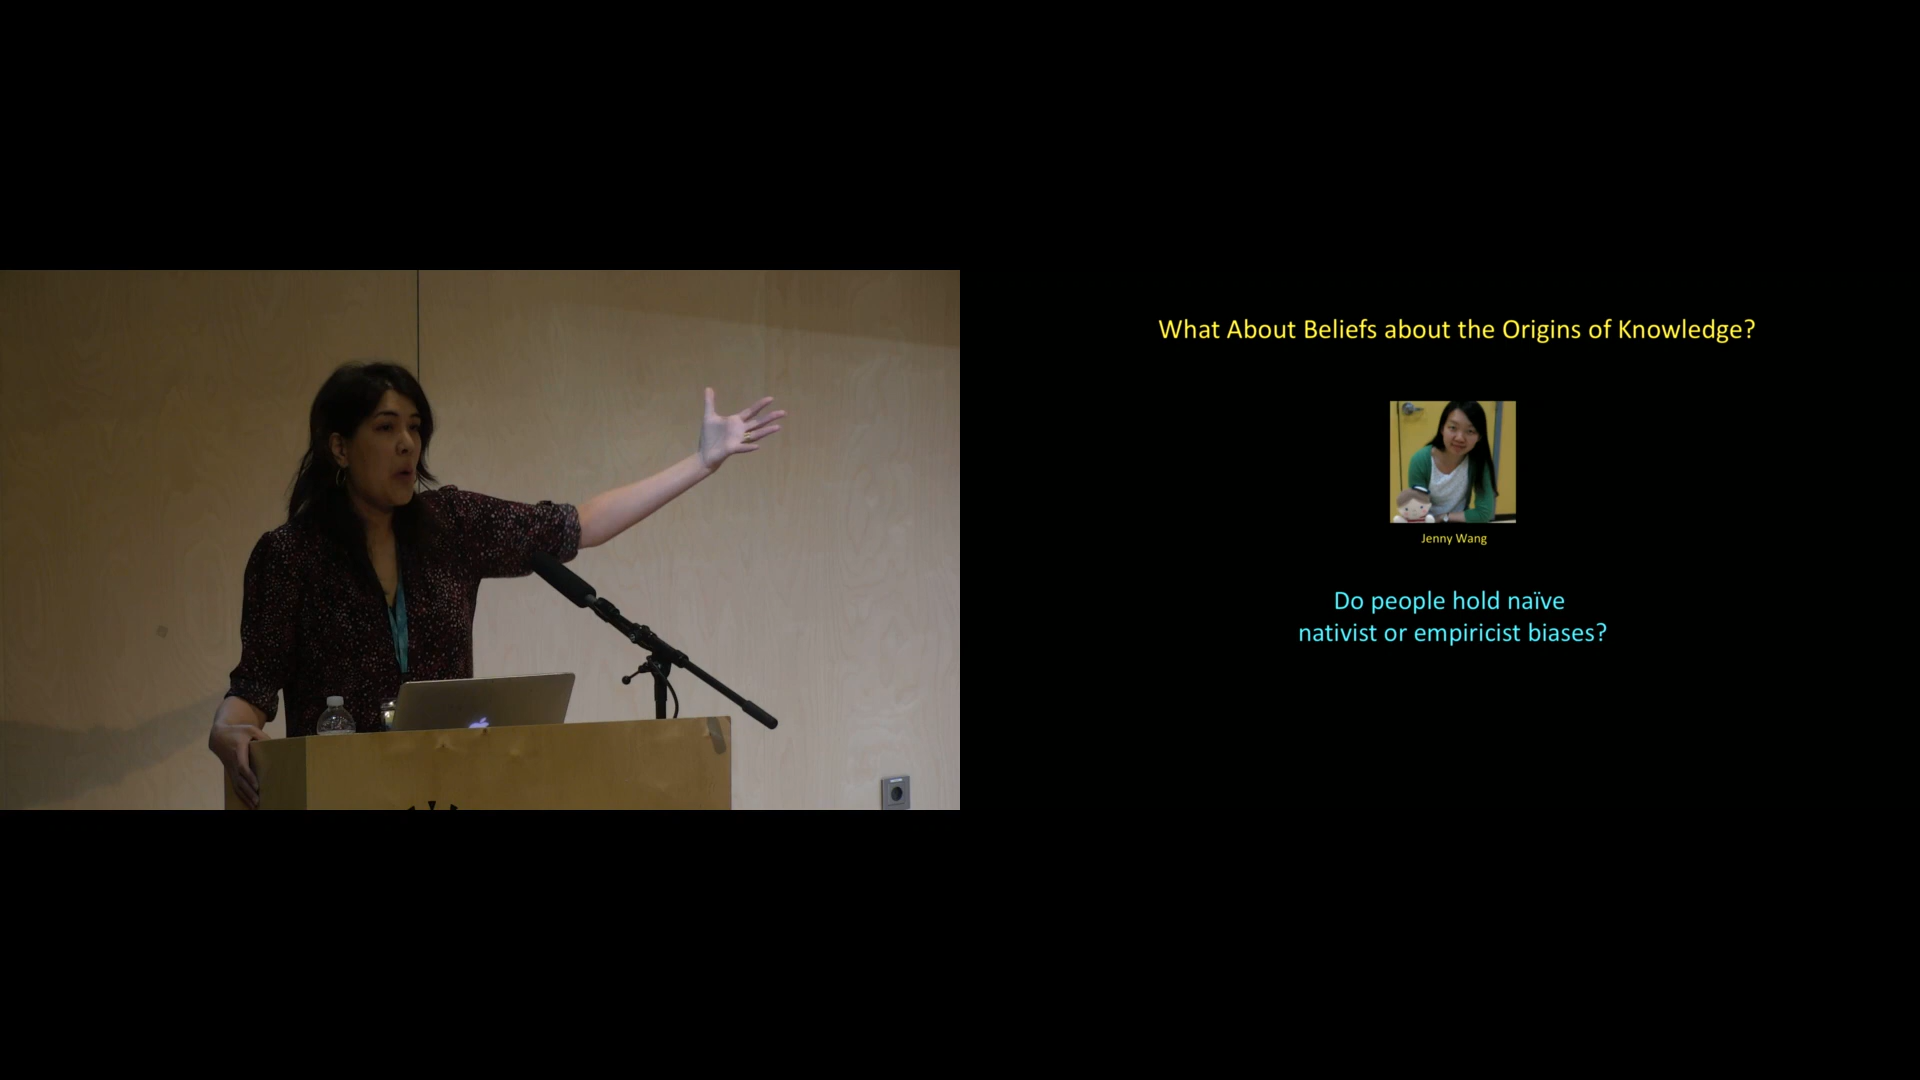 What About Beliefs about the Origins of Knowledge?
Jenny Wang
Do people hold naïve
nativist or empiricist biases?